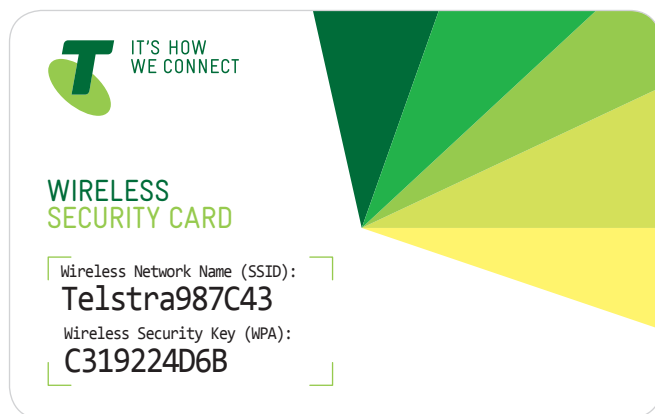 T
IT'S HOW
WE CONNECT
WIRELESS
SECURITY CARD
Wireless Network Name (SSID):
Telstra987C43
Wireless Security Key (WPA):
C319224D6B